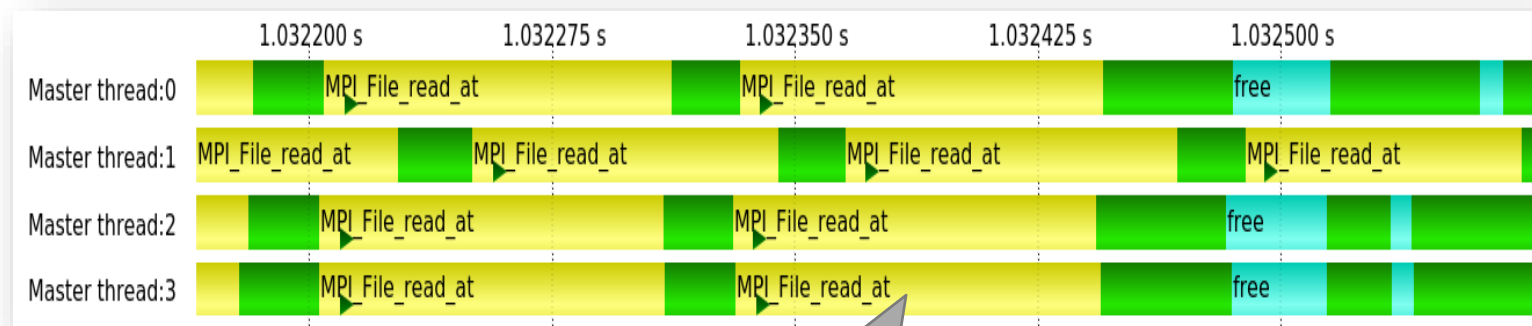 1.032200 s 1.032275 s 1.032350 s 1.032425 s 1.032500 s
Master thread:0 MPI_File_read_at MPI_File_read_at free
Master thread:1 MPI_File_read_at MPI_File_read_at MPI_File_read_at MPI_File_read_at
Master thread:2 MPI_File_read_at MPI_File_read_at free
Master thread:3 MPI_File_read_at MPI_File_read_at free